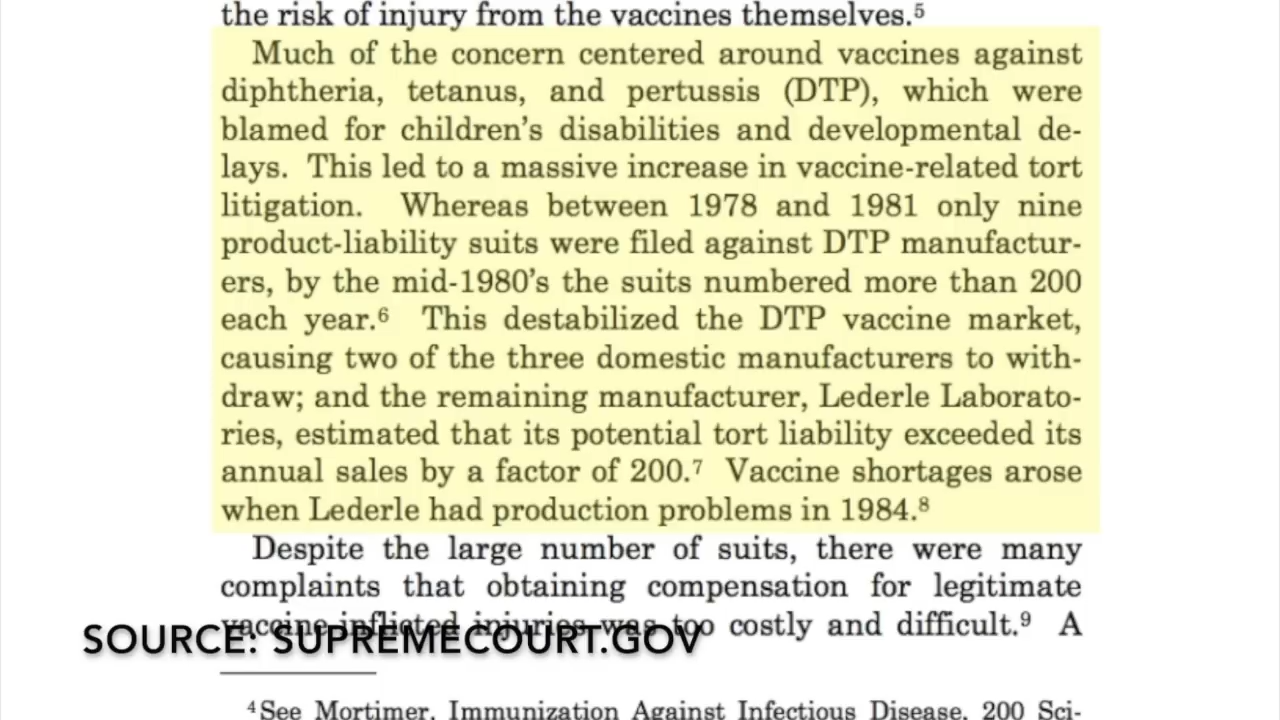 the risk of injury from the vaccines themselves.⁵
Much of the concern centered around vaccines against
diphtheria, tetanus, and pertussis (DTP), which were
blamed for children’s disabilities and developmental de-
lays. This led to a massive increase in vaccine-related tort
litigation. Whereas between 1978 and 1981 only nine
product-liability suits were filed against DTP manufactur-
ers, by the mid-1980’s the suits numbered more than 200
each year.⁶ This destabilized the DTP vaccine market,
causing two of the three domestic manufacturers to with-
draw; and the remaining manufacturer, Lederle Laborato-
ries, estimated that its potential tort liability exceeded its
annual sales by a factor of 200.⁷ Vaccine shortages arose
when Lederle had production problems in 1984.⁸
Despite the large number of suits, there were many
complaints that obtaining compensation for legitimate
vaccine-inflicted injuries was too costly and difficult.⁹ A
SOURCE: SUPREMECOURT.GOV
⁴ See Mortimer, Immunization Against Infectious Disease, 200 Sci-